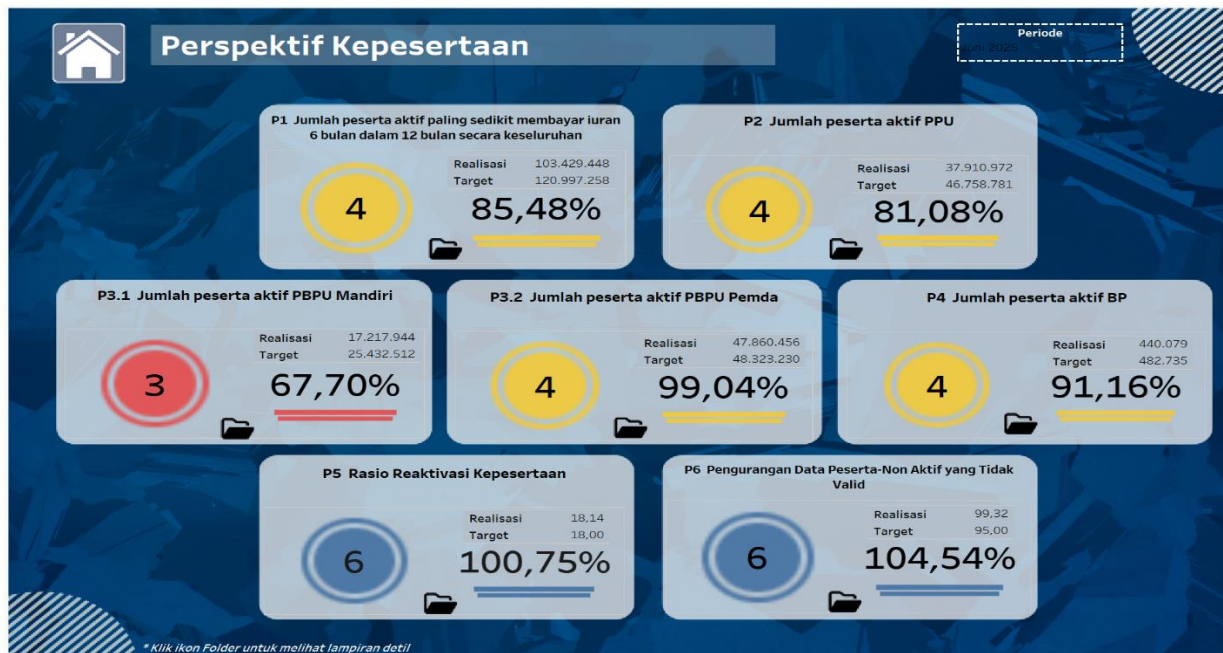 Perspektif Kepesertaan
Periode
Juni 2025
P1 Jumlah peserta aktif paling sedikit membayar iuran
6 bulan dalam 12 bulan secara keseluruhan
Realisasi 103.429.448
Target 120.997.258
4
85,48%
P2 Jumlah peserta aktif PPU
Realisasi 37.910.972
Target 46.758.781
4
81,08%
P3.1 Jumlah peserta aktif PBPU Mandiri
Realisasi 17.217.944
Target 25.432.512
3
67,70%
P3.2 Jumlah peserta aktif PBPU Pemda
Realisasi 47.860.456
Target 48.323.230
4
99,04%
P4 Jumlah peserta aktif BP
Realisasi 440.079
Target 482.735
4
91,16%
P5 Rasio Reaktivasi Kepesertaan
Realisasi 18,14
Target 18,00
6
100,75%
P6 Pengurangan Data Peserta-Non Aktif yang Tidak
Valid
Realisasi 99,32
Target 95,00
6
104,54%
* Klik ikon Folder untuk melihat lampiran detil